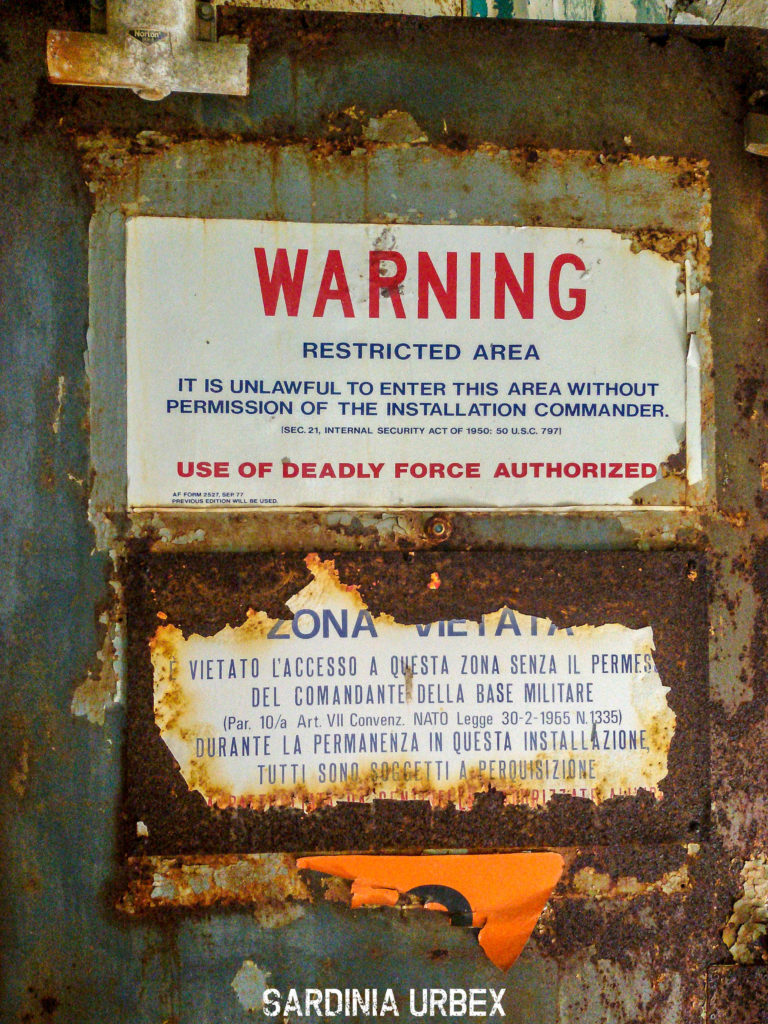 Norton
WARNING
RESTRICTED AREA
IT IS UNLAWFUL TO ENTER THIS AREA WITHOUT
PERMISSION OF THE INSTALLATION COMMANDER.
(SEC. 21, INTERNAL SECURITY ACT OF 1950; 50 U.S.C. 797)
USE OF DEADLY FORCE AUTHORIZED
AF FORM 2527, SEP 77
PREVIOUS EDITION WILL BE USED.
ZONA VIETATA
È VIETATO L'ACCESSO A QUESTA ZONA SENZA IL PERMES
DEL COMANDANTE DELLA BASE MILITARE
(Par. 10/a Art. VII Convenz. NATO Legge 30-2-1955 N.1335)
DURANTE LA PERMANENZA IN QUESTA INSTALLAZIONE,
TUTTI SONO SOGGETTI A PERQUISIZIONE
SARDINIA URBEX